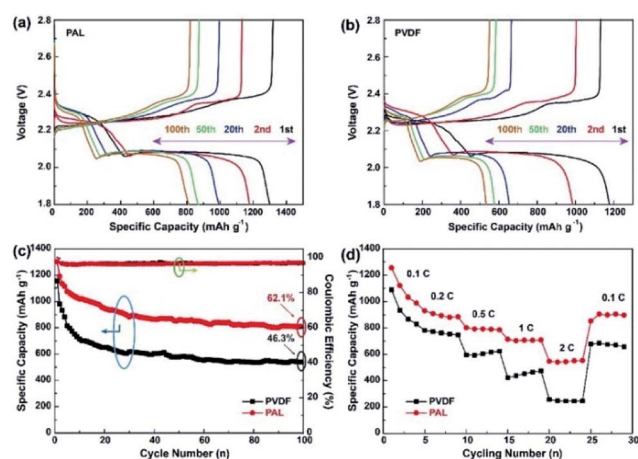 (a)
PAL
Voltage (V)
2.8
2.6
2.4
2.2
2.0
1.8
100th 50th 20th 2nd 1st
0 200 400 600 800 1000 1200 1400
Specific Capacity (mAh g⁻¹)
(b)
PVDF
Voltage (V)
2.8
2.6
2.4
2.2
2.0
1.8
100th 50th 20th 2nd 1st
0 200 400 600 800 1000 1200
Specific Capacity (mAh g⁻¹)
(c)
Specific Capacity (mAh g⁻¹)
1400
1200
1000
800
600
400
200
0
62.1%
46.3%
PVDF
PAL
100
80
60
40
20
0
Coulombic Efficiency (%)
0 20 40 60 80 100
Cycle Number (n)
(d)
Specific Capacity (mAh g⁻¹)
1400
1200
1000
800
600
400
200
0
0.1 C
0.2 C
0.5 C
1 C
2 C
0.1 C
PVDF
PAL
0 5 10 15 20 25 30
Cycling Number (n)